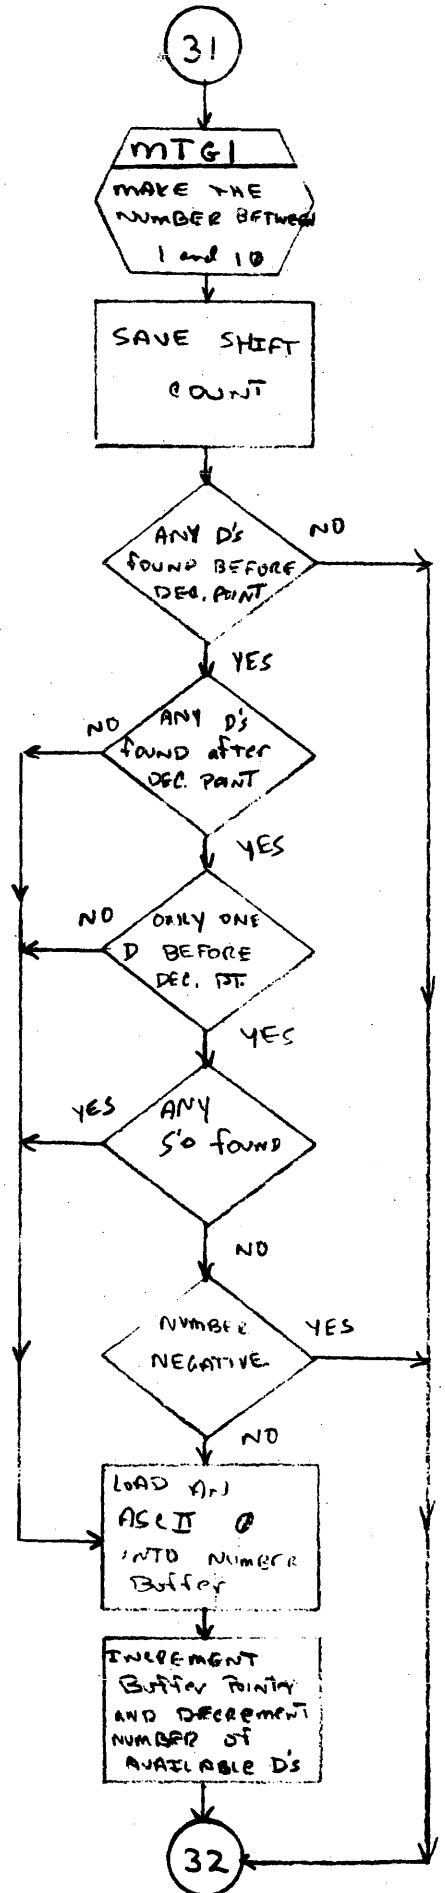 31
MTG1
MAKE THE
NUMBER BETWEEN
1 and 10
SAVE SHIFT
COUNT
ANY D's
FOUND BEFORE
DEC. POINT
NO
YES
ANY D's
found after
DEC. POINT
NO
YES
ONLY ONE
D BEFORE
DEC. PT.
NO
YES
ANY
S's found
YES
NO
NUMBER
NEGATIVE
YES
NO
LOAD AN
ASCII 0
INTO NUMBER
Buffer
INCREMENT
Buffer Pointer
AND DECREMENT
NUMBER of
AVAILABLE D's
32